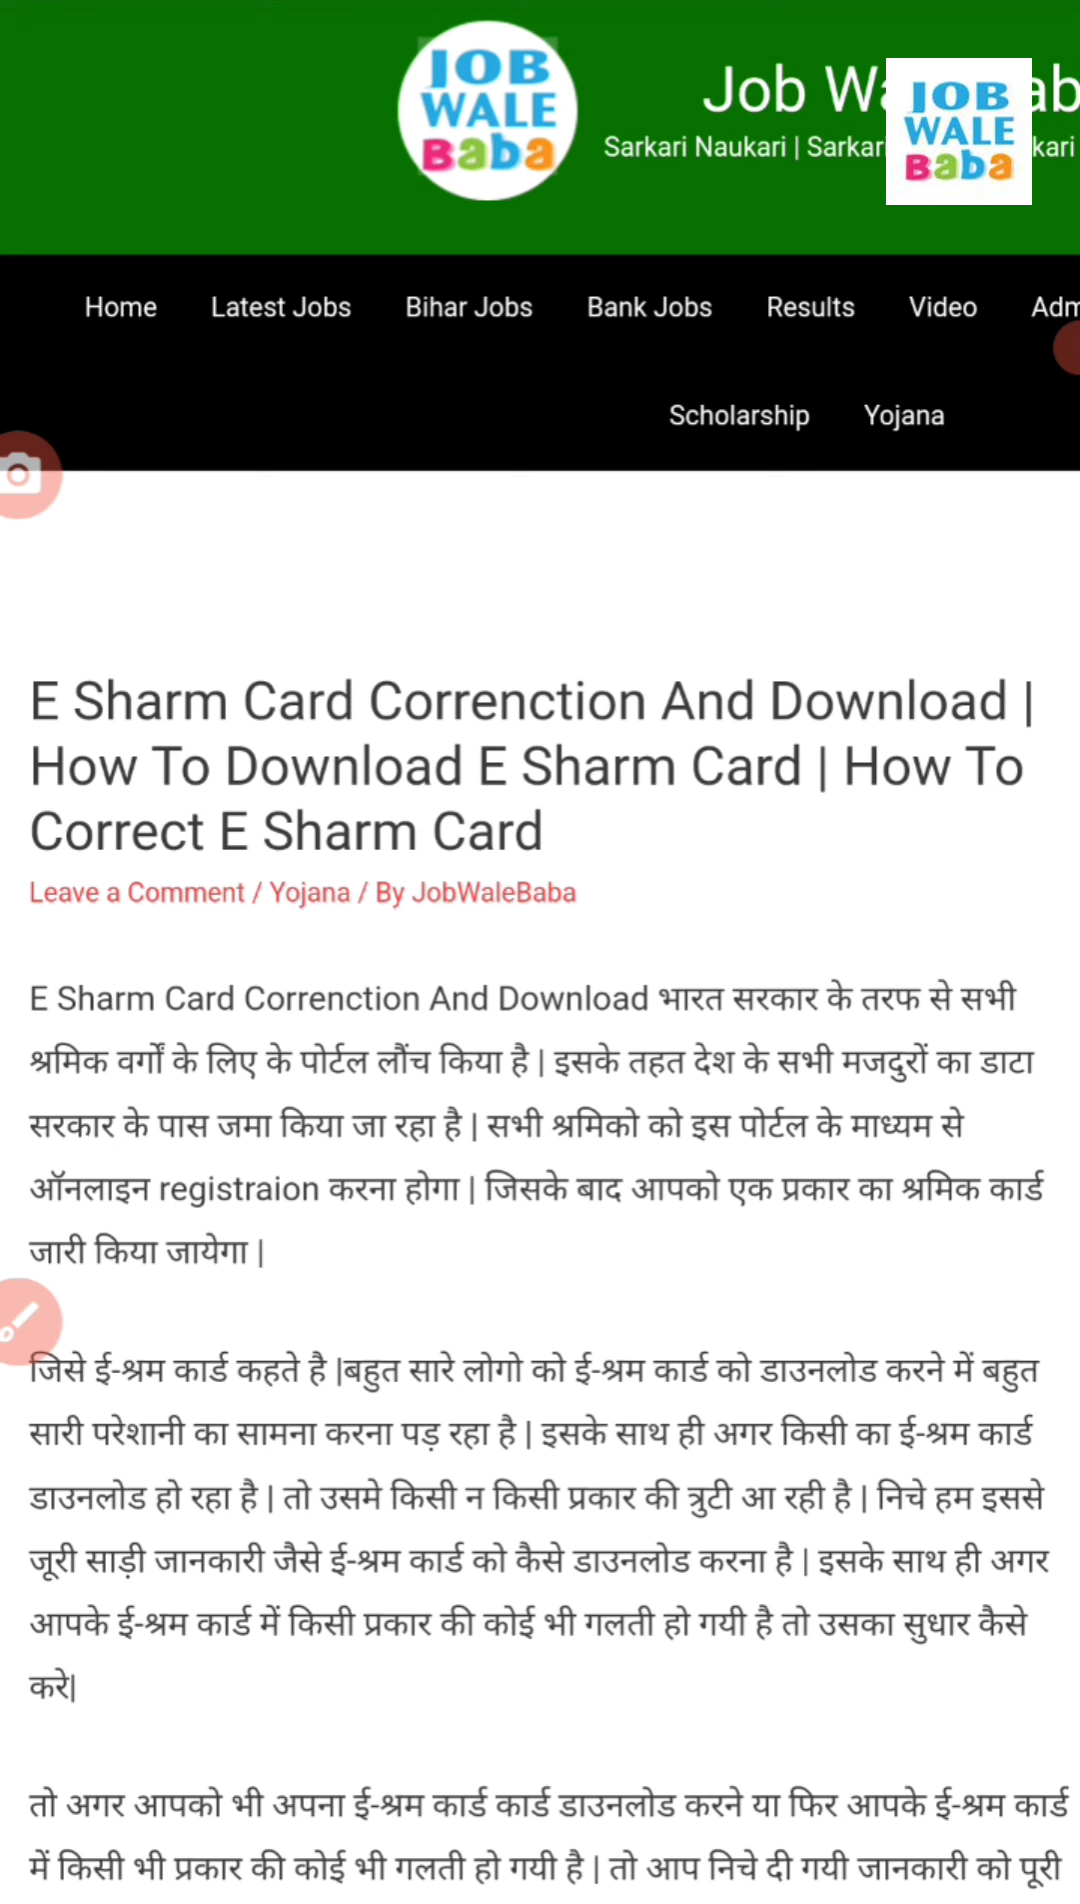 JOB
WALE
Baba
Job
JOB
WALE
Baba
Sarkari Naukari | Sarkari
Home Latest Jobs Bihar Jobs Bank Jobs Results Video
Scholarship Yojana
E Sharm Card Correnction And Download |
How To Download E Sharm Card | How To
Correct E Sharm Card
Leave a Comment / Yojana / By JobWaleBaba
E Sharm Card Correnction And Download भारत सरकार के तरफ से सभी
श्रमिक वर्गों के लिए के पोर्टल लौंच किया है | इसके तहत देश के सभी मजदुरों का डाटा
सरकार के पास जमा किया जा रहा है | सभी श्रमिको को इस पोर्टल के माध्यम से
ऑनलाइन registraion करना होगा | जिसके बाद आपको एक प्रकार का श्रमिक कार्ड
जारी किया जायेगा |
जिसे ई-श्रम कार्ड कहते है |बहुत सारे लोगो को ई-श्रम कार्ड को डाउनलोड करने में बहुत
सारी परेशानी का सामना करना पड़ रहा है | इसके साथ ही अगर किसी का ई-श्रम कार्ड
डाउनलोड हो रहा है | तो उसमे किसी न किसी प्रकार की त्रुटी आ रही है | निचे हम इससे
जूरी साड़ी जानकारी जैसे ई-श्रम कार्ड को कैसे डाउनलोड करना है | इसके साथ ही अगर
आपके ई-श्रम कार्ड में किसी प्रकार की कोई भी गलती हो गयी है तो उसका सुधार कैसे
करे|
तो अगर आपको भी अपना ई-श्रम कार्ड कार्ड डाउनलोड करने या फिर आपके ई-श्रम कार्ड
में किसी भी प्रकार की कोई भी गलती हो गयी है | तो आप निचे दी गयी जानकारी को पूरी